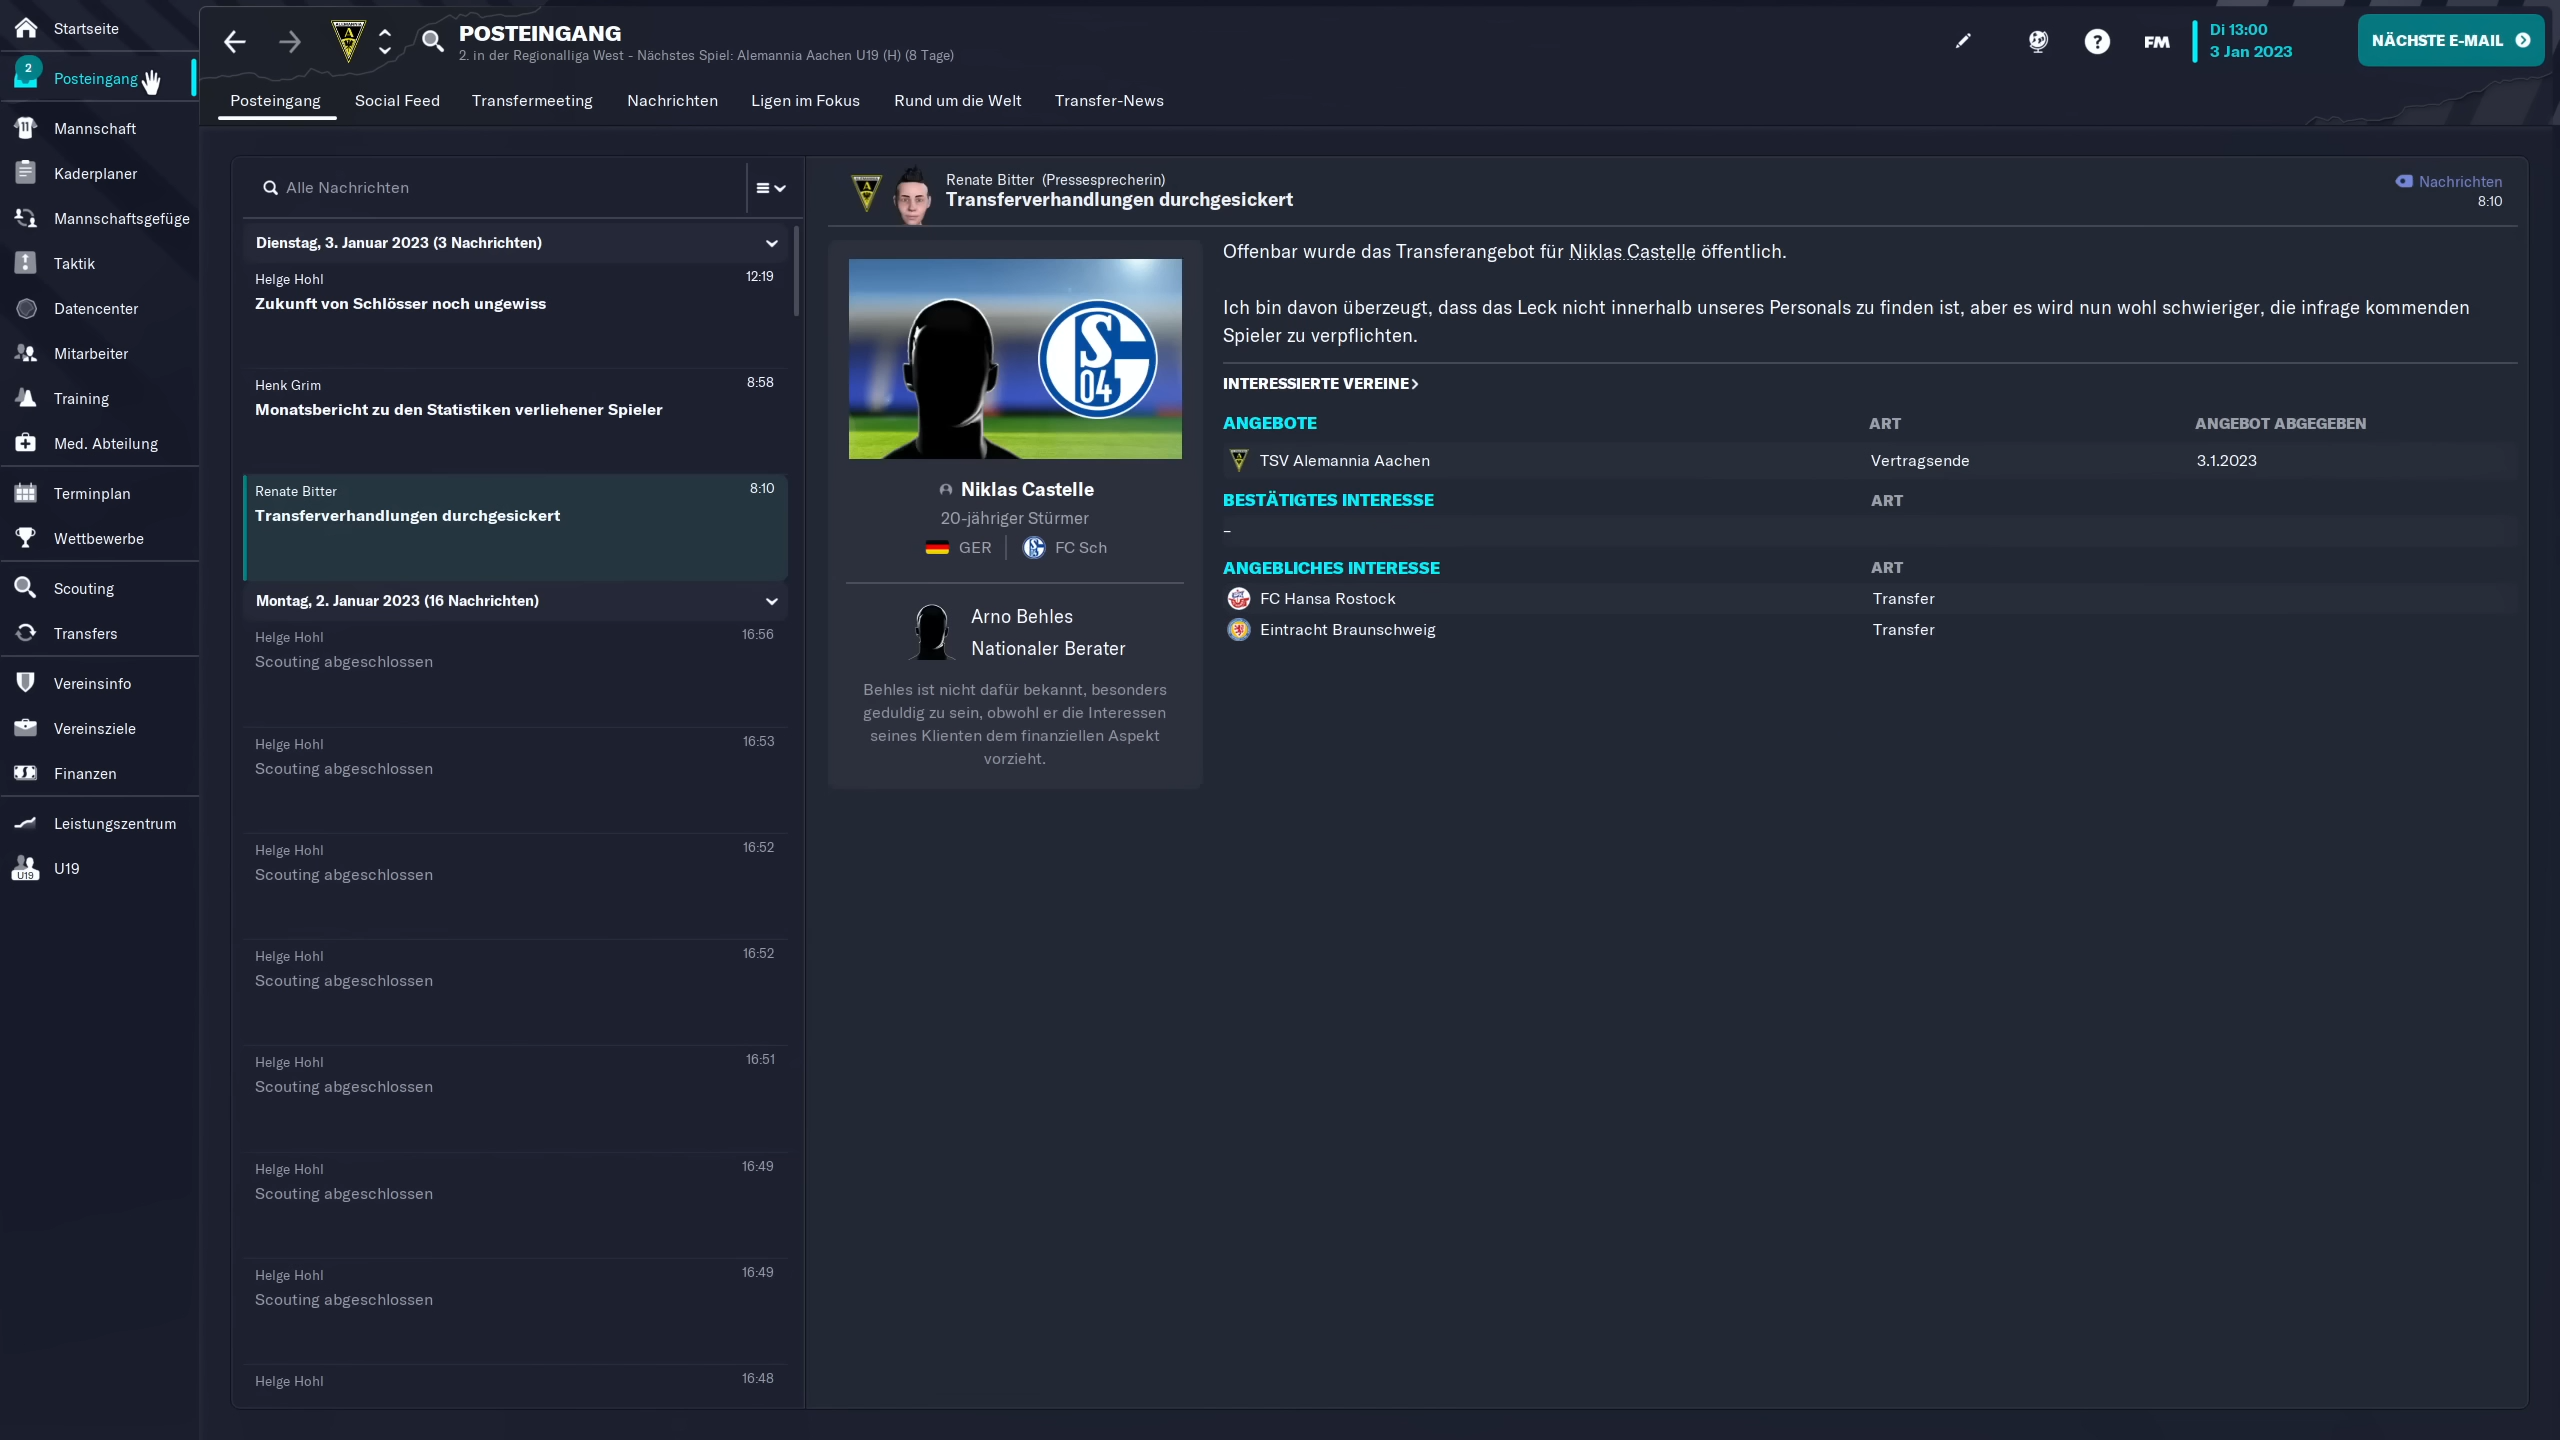 Startseite
2
Posteingang
Mannschaft
Kaderplaner
Mannschaftsgefüge
Taktik
Datencenter
Mitarbeiter
Training
Med. Abteilung
Terminplan
Wettbewerbe
Scouting
Transfers
Vereinsinfo
Vereinsziele
Finanzen
Leistungszentrum
U19
U19
POSTEINGANG
2. in der Regionalliga West - Nächstes Spiel: Alemannia Aachen U19 (H) (8 Tage)
FM
Di 13:00
3 Jan 2023
NÄCHSTE E-MAIL
Posteingang Social Feed Transfermeeting Nachrichten Ligen im Fokus Rund um die Welt Transfer-News
Alle Nachrichten
Dienstag, 3. Januar 2023 (3 Nachrichten)
Helge Hohl 12:19
Zukunft von Schlösser noch ungewiss
Henk Grim 8:58
Monatsbericht zu den Statistiken verliehener Spieler
Renate Bitter 8:10
Transferverhandlungen durchgesickert
Montag, 2. Januar 2023 (16 Nachrichten)
Helge Hohl 16:56
Scouting abgeschlossen
Helge Hohl 16:53
Scouting abgeschlossen
Helge Hohl 16:52
Scouting abgeschlossen
Helge Hohl 16:52
Scouting abgeschlossen
Helge Hohl 16:51
Scouting abgeschlossen
Helge Hohl 16:49
Scouting abgeschlossen
Helge Hohl 16:49
Scouting abgeschlossen
Helge Hohl 16:48
Renate Bitter (Pressesprecherin)
Transferverhandlungen durchgesickert
Nachrichten
8:10
S
04
Niklas Castelle
20-jähriger Stürmer
GER FC Sch
Arno Behles
Nationaler Berater
Behles ist nicht dafür bekannt, besonders
geduldig zu sein, obwohl er die Interessen
seines Klienten dem finanziellen Aspekt
vorzieht.
Offenbar wurde das Transferangebot für Niklas Castelle öffentlich.
Ich bin davon überzeugt, dass das Leck nicht innerhalb unseres Personals zu finden ist, aber es wird nun wohl schwieriger, die infrage kommenden
Spieler zu verpflichten.
INTERESSIERTE VEREINE
ANGEBOTE ART ANGEBOT ABGEGEBEN
TSV Alemannia Aachen Vertragsende 3.1.2023
BESTÄTIGTES INTERESSE ART
-
ANGEBLICHES INTERESSE ART
FC Hansa Rostock Transfer
Eintracht Braunschweig Transfer